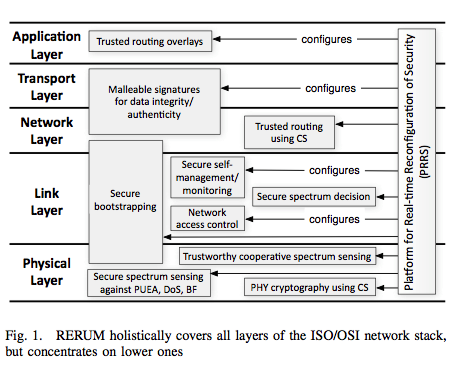 Application
Layer
Trusted routing overlays
configures
Transport
Layer
Malleable signatures
for data integrity/
authenticity
configures
Network
Layer
Trusted routing
using CS
Link
Layer
Secure
bootstrapping
Secure self-
management/
monitoring
configures
Secure spectrum decision
Network
access control
configures
Physical
Layer
Trustworthy cooperative spectrum sensing
Secure spectrum sensing
against PUEA, DoS, BF
PHY cryptography using CS
Platform for Real-time Reconfiguration of Security
(PRRS)
Fig. 1. RERUM holistically covers all layers of the ISO/OSI network stack,
but concentrates on lower ones